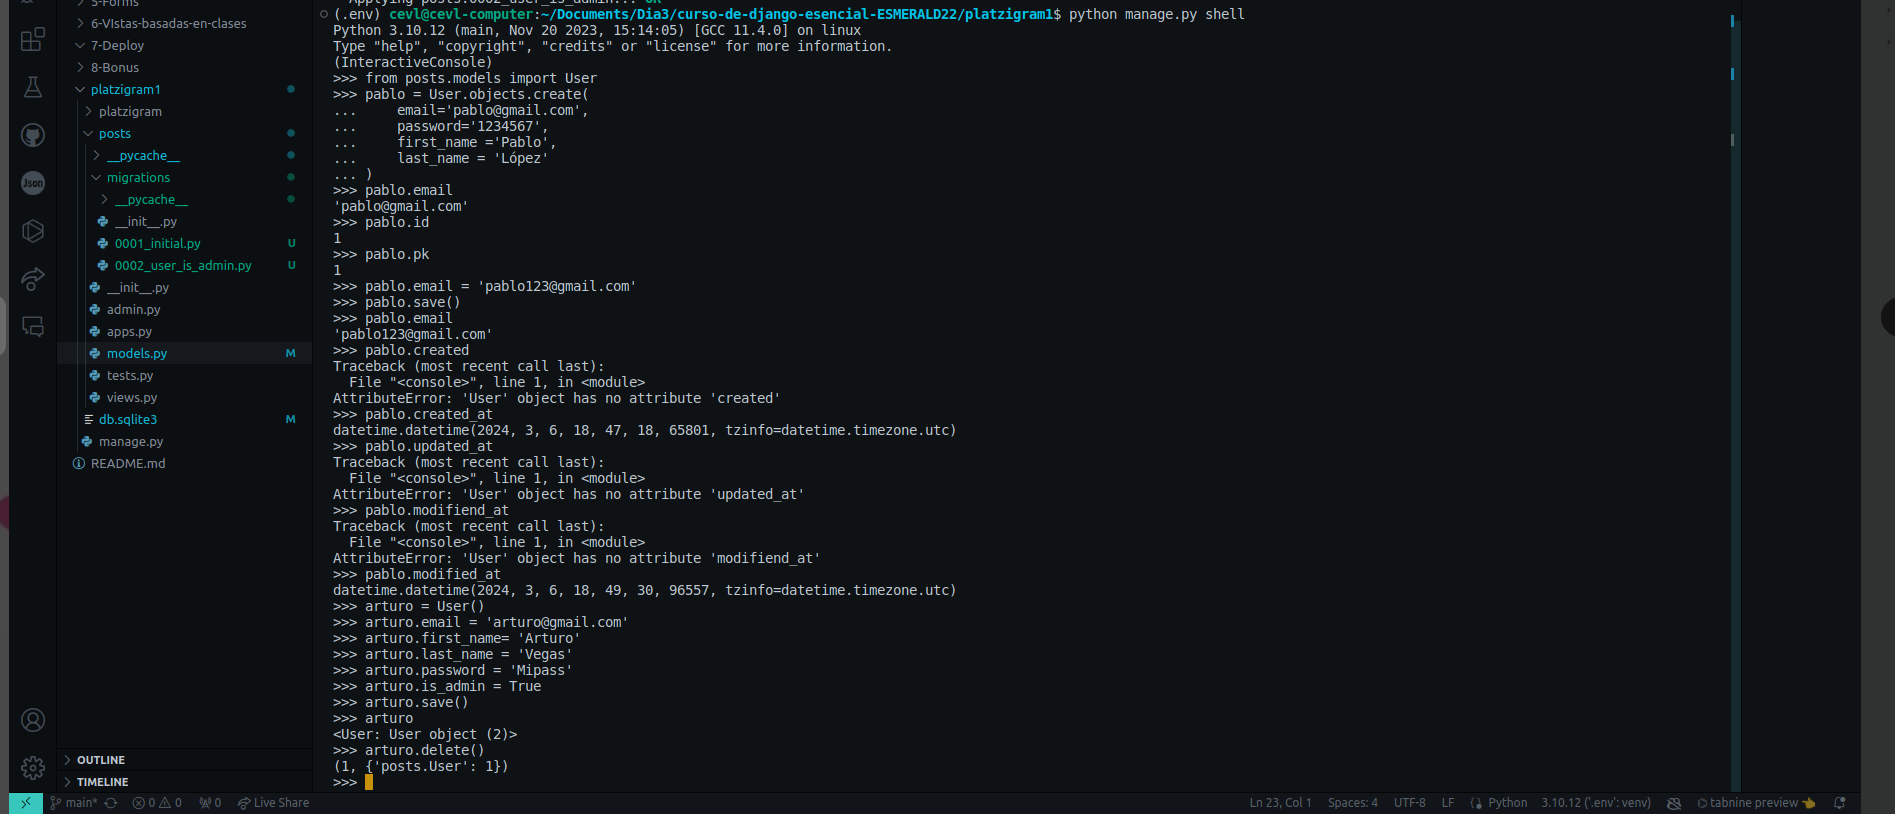 5-Forms
6-VIstas-basadas-en-clases
7-Deploy
8-Bonus
platzigram1
platzigram
posts
__pycache__
migrations
__pycache__
__init__.py
0001_initial.py U
0002_user_is_admin.py U
__init__.py
admin.py
apps.py
models.py M
tests.py
views.py
db.sqlite3 M
manage.py
README.md
OUTLINE
TIMELINE
Json
Applying posts.0002_user_is_admin... OK
(.env) cevl@cevl-computer:~/Documents/Dia3/curso-de-django-esencial-ESMERALD22/platzigram1$ python manage.py shell
Python 3.10.12 (main, Nov 20 2023, 15:14:05) [GCC 11.4.0] on linux
Type "help", "copyright", "credits" or "license" for more information.
(InteractiveConsole)
>>> from posts.models import User
>>> pablo = User.objects.create(
...     email='pablo@gmail.com',
...     password='1234567',
...     first_name ='Pablo',
...     last_name = 'López'
... )
>>> pablo.email
'pablo@gmail.com'
>>> pablo.id
1
>>> pablo.pk
1
>>> pablo.email = 'pablo123@gmail.com'
>>> pablo.save()
>>> pablo.email
'pablo123@gmail.com'
>>> pablo.created
Traceback (most recent call last):
  File "<console>", line 1, in <module>
AttributeError: 'User' object has no attribute 'created'
>>> pablo.created_at
datetime.datetime(2024, 3, 6, 18, 47, 18, 65801, tzinfo=datetime.timezone.utc)
>>> pablo.updated_at
Traceback (most recent call last):
  File "<console>", line 1, in <module>
AttributeError: 'User' object has no attribute 'updated_at'
>>> pablo.modifiend_at
Traceback (most recent call last):
  File "<console>", line 1, in <module>
AttributeError: 'User' object has no attribute 'modifiend_at'
>>> pablo.modified_at
datetime.datetime(2024, 3, 6, 18, 49, 30, 96557, tzinfo=datetime.timezone.utc)
>>> arturo = User()
>>> arturo.email = 'arturo@gmail.com'
>>> arturo.first_name= 'Arturo'
>>> arturo.last_name = 'Vegas'
>>> arturo.password = 'Mipass'
>>> arturo.is_admin = True
>>> arturo.save()
>>> arturo
<User: User object (2)>
>>> arturo.delete()
(1, {'posts.User': 1})
>>>
main* 0 0 0 Live Share Ln 23, Col 1 Spaces: 4 UTF-8 LF Python 3.10.12 ('.env': venv) tabnine preview